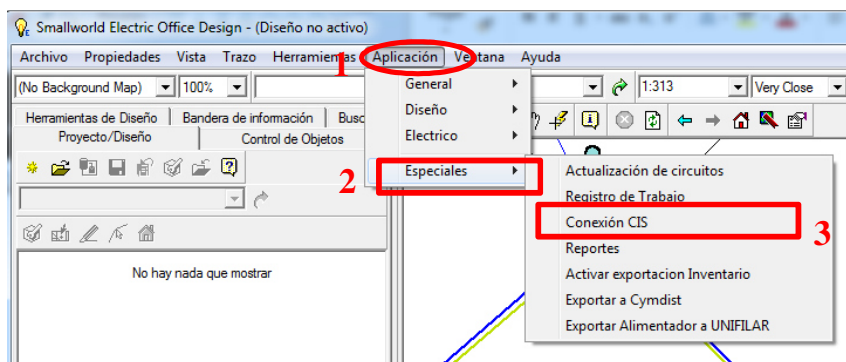 Smallworld Electric Office Design - (Diseño no activo)
Archivo Propiedades Vista Trazo Herramientas Aplicación Ventana Ayuda
1
(No Background Map) 100% 1:313 Very Close
General
Diseño
Electrico
Especiales
2
Herramientas de Diseño Bandera de información
Proyecto/Diseño Control de Objetos
No hay nada que mostrar
Actualización de circuitos
Registro de Trabajo
Conexión CIS
3
Reportes
Activar exportacion Inventario
Exportar a Cymdist
Exportar Alimentador a UNIFILAR